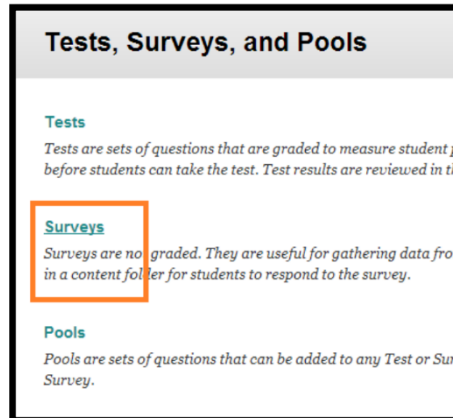 Tests, Surveys, and Pools
Tests
Tests are sets of questions that are graded to measure student
before students can take the test. Test results are reviewed in
Surveys
Surveys are not graded. They are useful for gathering data
in a content folder for students to respond to the survey.
Pools
Pools are sets of questions that can be added to any Test or
Survey.